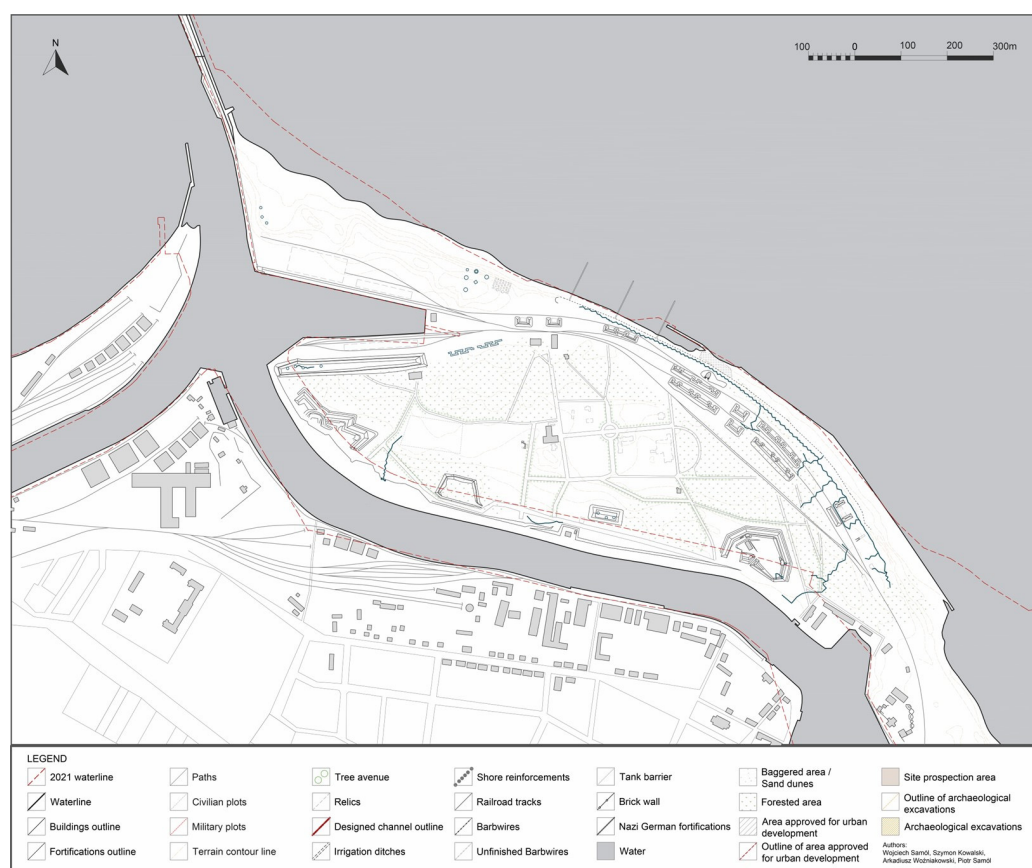 N
100 0 100 200 300m
LEGEND
2021 waterline
Waterline
Buildings outline
Fortifications outline
Paths
Civilian plots
Military plots
Terrain contour line
Tree avenue
Relics
Designed channel outline
Irrigation ditches
Shore reinforcements
Railroad tracks
Barbwires
Unfinished Barbwires
Tank barrier
Brick wall
Nazi German fortifications
Water
Baggered area /
Sand dunes
Forested area
Area approved for urban
development
Outline of area approved
for urban development
Site prospection area
Outline of archaeological
excavations
Archaeological excavations
Authors:
Wojciech Samól, Szymon Kowalski,
Arkadiusz Woźniakowski, Piotr Samól